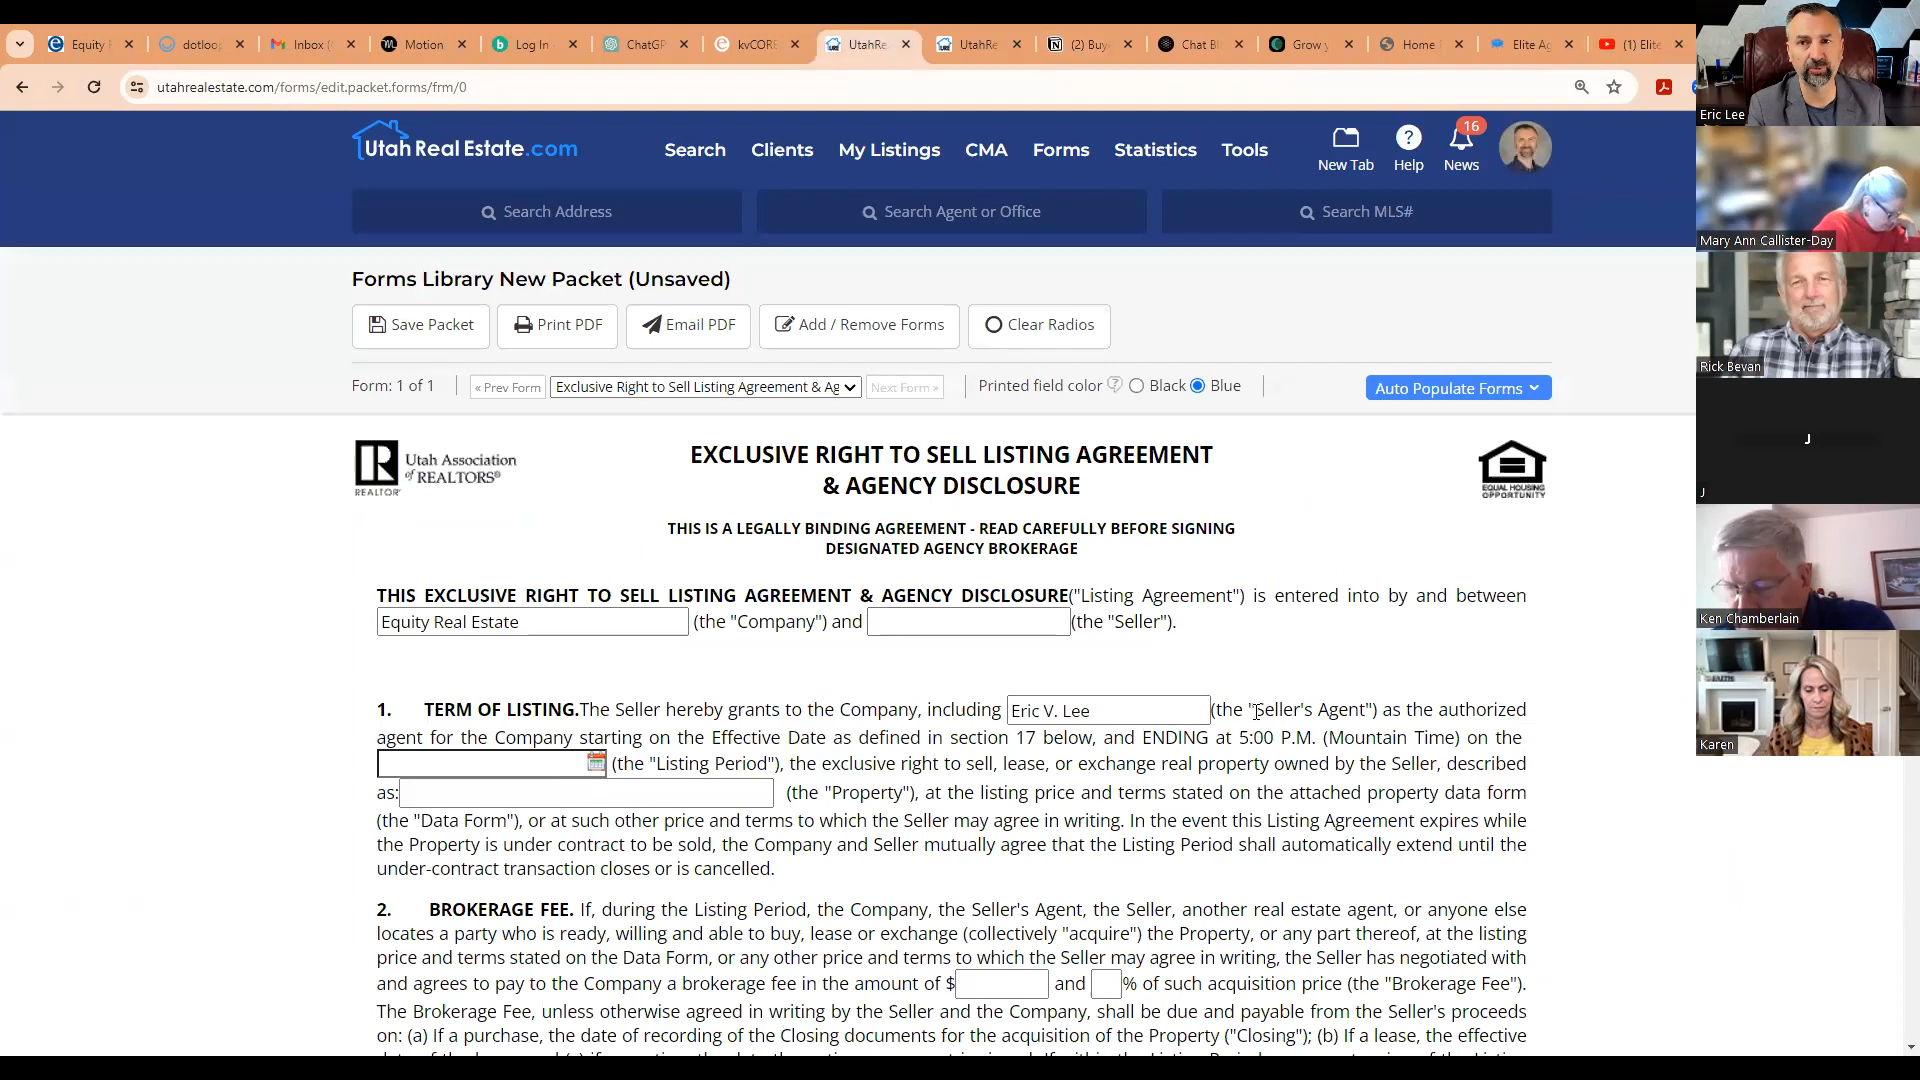 Equity
dotloo
Inbox (
Motion
Log In
ChatGP
kvCORE
UtahRe
UtahRe
(2) Buy
Chat B
Grow y
Home
Elite Ag
(1) Elite
utahrealestate.com/forms/edit.packet.forms/frm/0
Utah Real Estate.com
Search
Clients
My Listings
CMA
Forms
Statistics
Tools
New Tab
Help
16
News
Search Address
Search Agent or Office
Search MLS#
Forms Library New Packet (Unsaved)
Save Packet
Print PDF
Email PDF
Add / Remove Forms
Clear Radios
Form: 1 of 1
« Prev Form
Exclusive Right to Sell Listing Agreement & Ag
Next Form »
Printed field color
Black
Blue
Auto Populate Forms
REALTOR®
Utah Association
of REALTORS®
EXCLUSIVE RIGHT TO SELL LISTING AGREEMENT
& AGENCY DISCLOSURE
EQUAL HOUSING
OPPORTUNITY
THIS IS A LEGALLY BINDING AGREEMENT - READ CAREFULLY BEFORE SIGNING
DESIGNATED AGENCY BROKERAGE
THIS EXCLUSIVE RIGHT TO SELL LISTING AGREEMENT & AGENCY DISCLOSURE("Listing Agreement") is entered into by and between
Equity Real Estate (the "Company") and (the "Seller").
1. TERM OF LISTING.The Seller hereby grants to the Company, including Eric V. Lee (the "Seller's Agent") as the authorized
agent for the Company starting on the Effective Date as defined in section 17 below, and ENDING at 5:00 P.M. (Mountain Time) on the
(the "Listing Period"), the exclusive right to sell, lease, or exchange real property owned by the Seller, described
as: (the "Property"), at the listing price and terms stated on the attached property data form
(the "Data Form"), or at such other price and terms to which the Seller may agree in writing. In the event this Listing Agreement expires while
the Property is under contract to be sold, the Company and Seller mutually agree that the Listing Period shall automatically extend until the
under-contract transaction closes or is cancelled.
2. BROKERAGE FEE. If, during the Listing Period, the Company, the Seller's Agent, the Seller, another real estate agent, or anyone else
locates a party who is ready, willing and able to buy, lease or exchange (collectively "acquire") the Property, or any part thereof, at the listing
price and terms stated on the Data Form, or any other price and terms to which the Seller may agree in writing, the Seller has negotiated with
and agrees to pay to the Company a brokerage fee in the amount of $ and % of such acquisition price (the "Brokerage Fee").
The Brokerage Fee, unless otherwise agreed in writing by the Seller and the Company, shall be due and payable from the Seller's proceeds
on: (a) If a purchase, the date of recording of the Closing documents for the acquisition of the Property ("Closing"); (b) If a lease, the effective
Eric Lee
Mary Ann Callister-Day
Rick Bevan
J
J
Ken Chamberlain
Karen